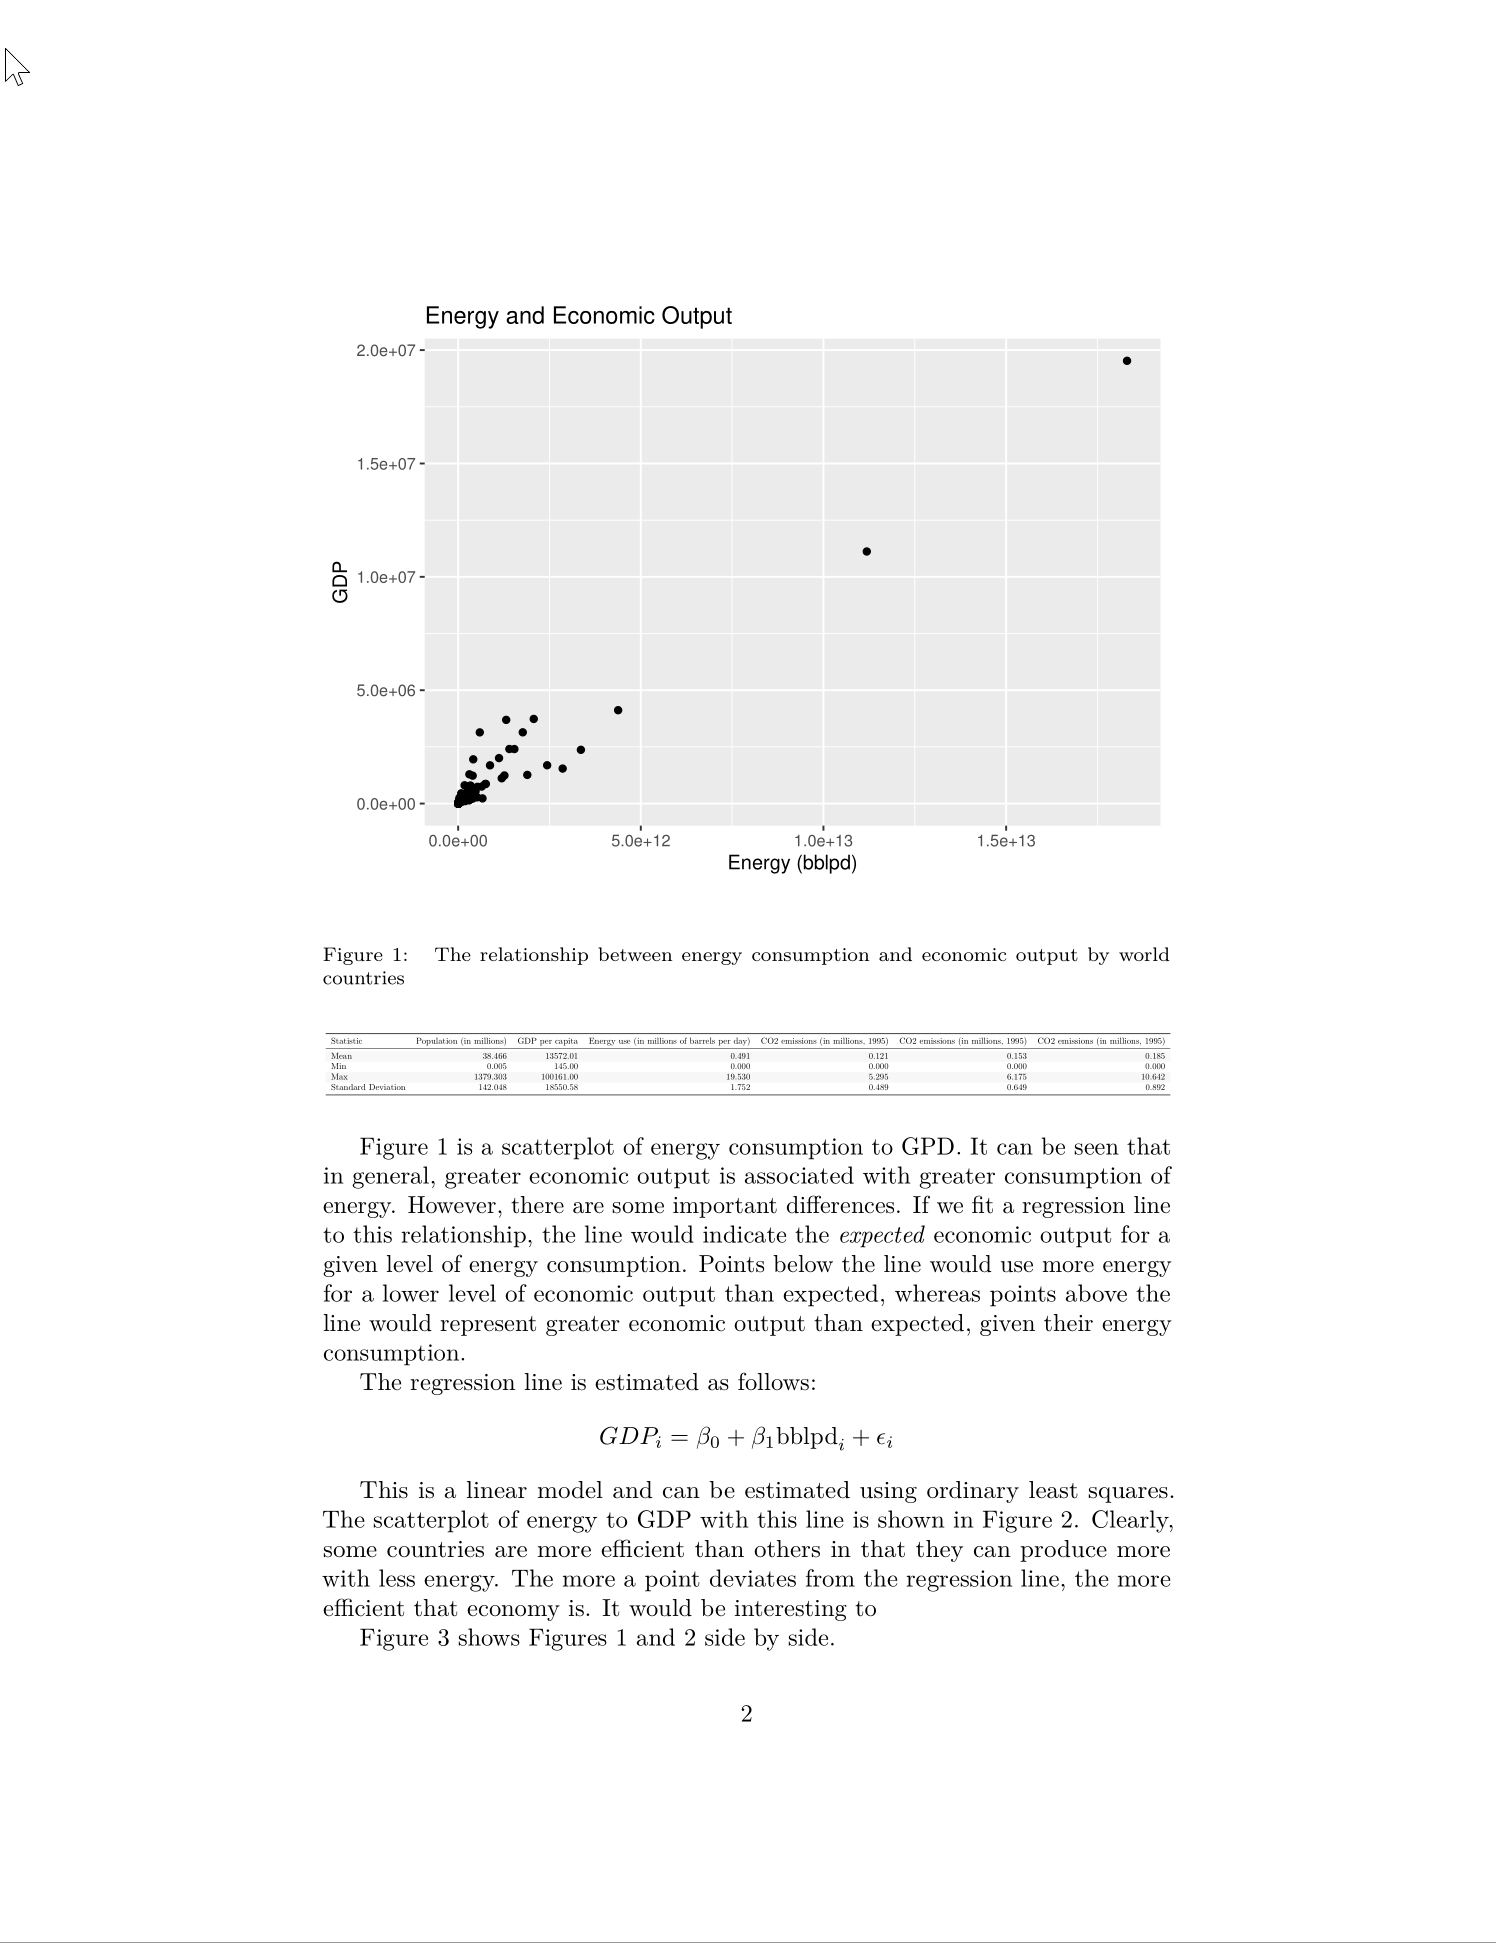 Energy and Economic Output
2.0e+07
1.5e+07
1.0e+07
5.0e+06
0.0e+00
GDP
0.0e+00 5.0e+12 1.0e+13 1.5e+13
Energy (bblpd)
Figure 1: The relationship between energy consumption and economic output by world
countries
Statistic Population (in millions) GDP per capita Energy use (in millions of barrels per day) CO2 emissions (in millions, 1995) CO2 emissions (in millions, 1995) CO2 emissions (in millions, 1995)
Mean 38.466 13572.01 0.491 0.121 0.153 0.185
Min 0.005 145.00 0.000 0.000 0.000 0.000
Max 1379.303 100161.00 19.530 5.295 6.175 10.642
Standard Deviation 142.048 18550.58 1.752 0.489 0.649 0.892
Figure 1 is a scatterplot of energy consumption to GPD. It can be seen that
in general, greater economic output is associated with greater consumption of
energy. However, there are some important differences. If we fit a regression line
to this relationship, the line would indicate the expected economic output for a
given level of energy consumption. Points below the line would use more energy
for a lower level of economic output than expected, whereas points above the
line would represent greater economic output than expected, given their energy
consumption.
The regression line is estimated as follows:
GDPᵢ = β₀ + β₁bblpdᵢ + ϵᵢ
This is a linear model and can be estimated using ordinary least squares.
The scatterplot of energy to GDP with this line is shown in Figure 2. Clearly,
some countries are more efficient than others in that they can produce more
with less energy. The more a point deviates from the regression line, the more
efficient that economy is. It would be interesting to
Figure 3 shows Figures 1 and 2 side by side.
2